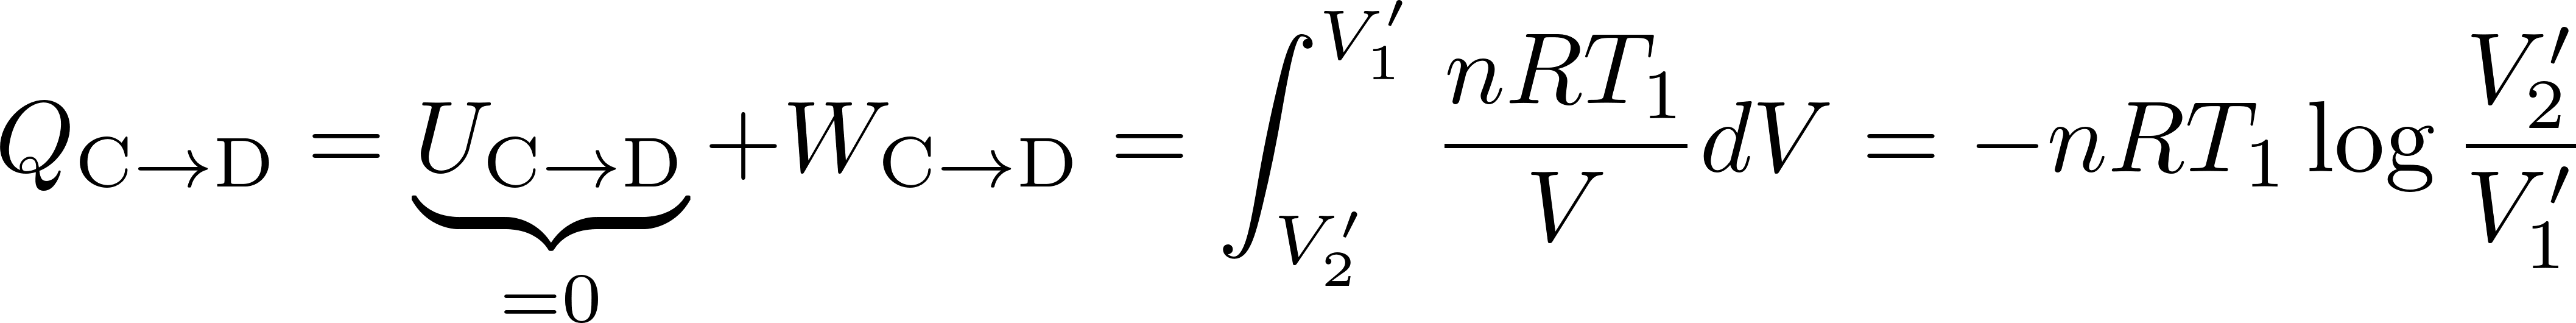 Q_{C→D} = \underbrace{U_{C→D}}_{=0} + W_{C→D} = \int_{V_2'}^{V_1'} \frac{nRT_1}{V} dV = -nRT_1 \log \frac{V_2'}{V_1'}